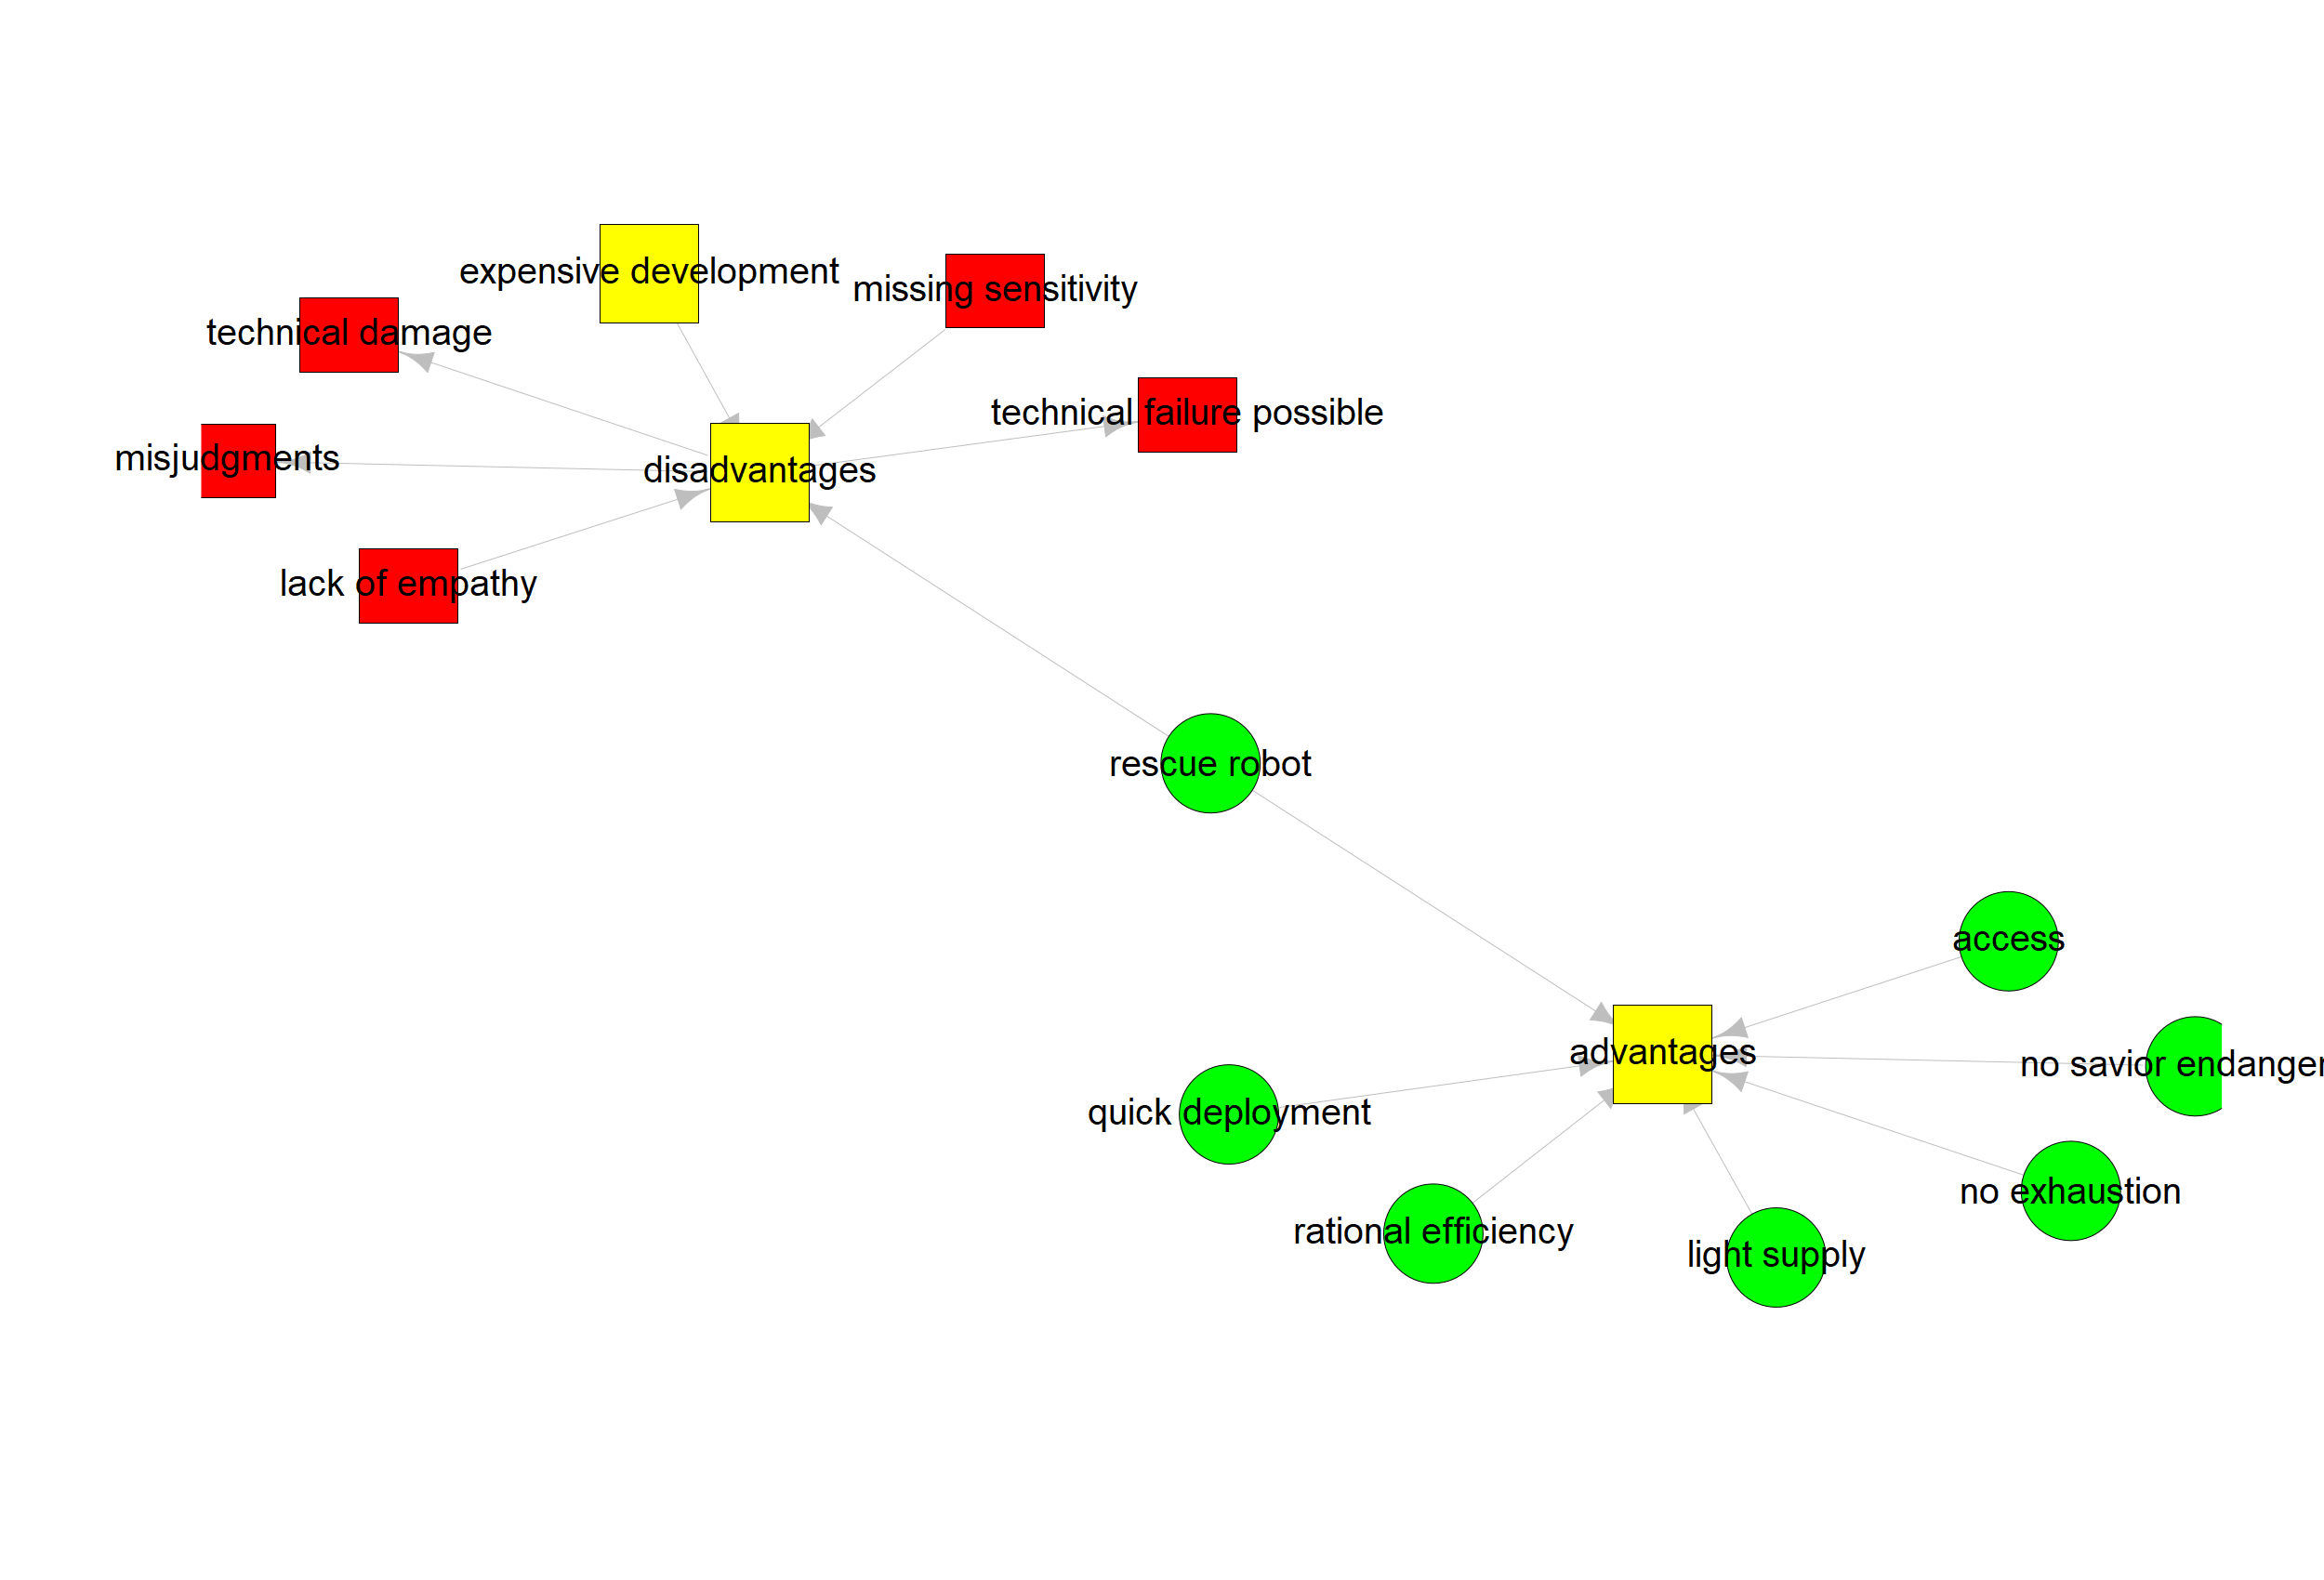 expensive development
missing sensitivity
technical damage
technical failure possible
misjudgments
disadvantages
lack of empathy
rescue robot
access
advantages
no savior endanger
quick deployment
no exhaustion
rational efficiency
light supply